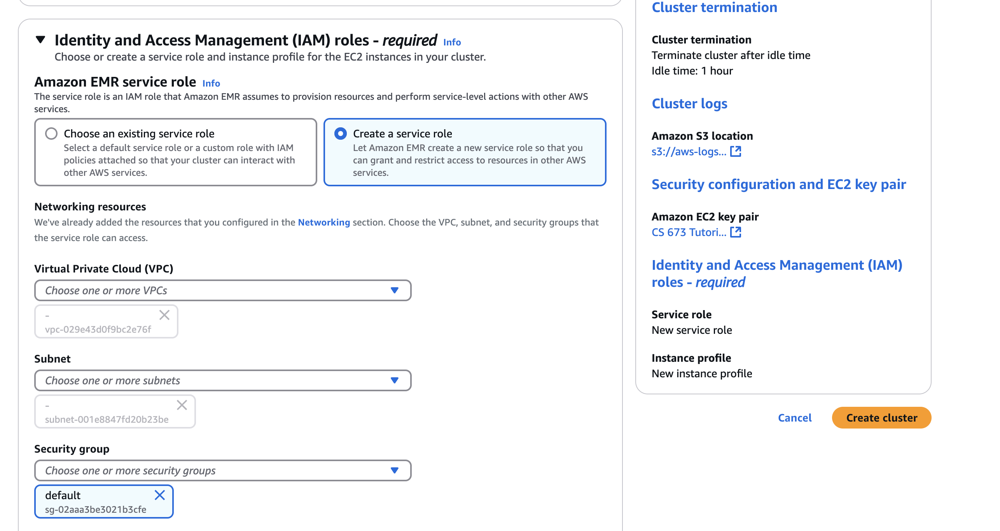 Identity and Access Management (IAM) roles - required Info
Choose or create a service role and instance profile for the EC2 instances in your cluster.
Amazon EMR service role Info
The service role is an IAM role that Amazon EMR assumes to provision resources and perform service-level actions with other AWS
services.
Choose an existing service role
Select a default service role or a custom role with IAM
policies attached so that your cluster can interact with
other AWS services.
Create a service role
Let Amazon EMR create a new service role so that you
can grant and restrict access to resources in other AWS
services.
Networking resources
We've already added the resources that you configured in the Networking section. Choose the VPC, subnet, and security groups that
the service role can access.
Virtual Private Cloud (VPC)
Choose one or more VPCs
-
vpc-029e43d0f9bc2e76f
Subnet
Choose one or more subnets
-
subnet-001e8847fd20b23be
Security group
Choose one or more security groups
default
sg-02aaa3be3021b3cfe
Cluster termination
Cluster termination
Terminate cluster after idle time
Idle time: 1 hour
Cluster logs
Amazon S3 location
s3://aws-logs...
Security configuration and EC2 key pair
Amazon EC2 key pair
CS 673 Tutori...
Identity and Access Management (IAM)
roles - required
Service role
New service role
Instance profile
New instance profile
Cancel
Create cluster